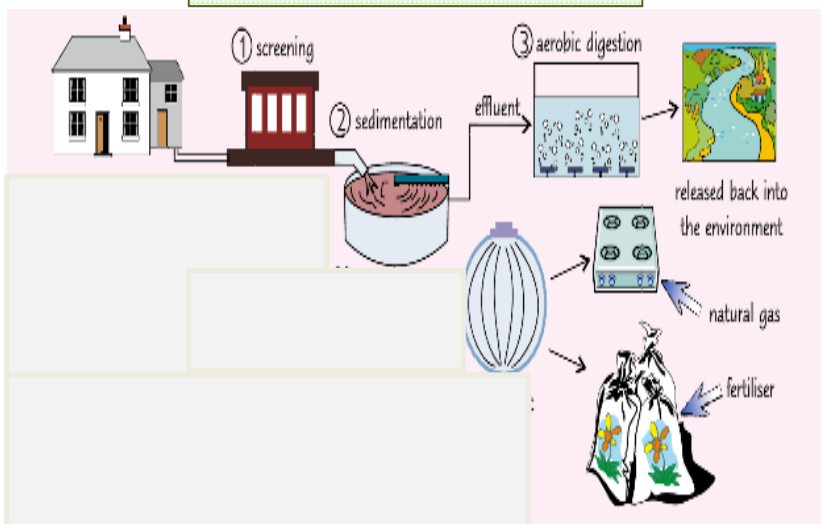 ① screening
② sedimentation
effluent
③ aerobic digestion
released back into
the environment
natural gas
fertiliser